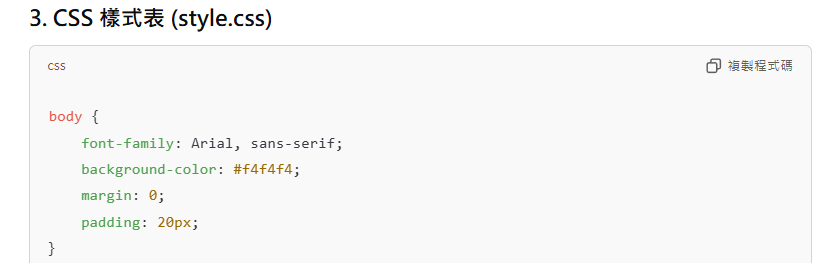 3. CSS 樣式表 (style.css)
css
複製程式碼
body {
    font-family: Arial, sans-serif;
    background-color: #f4f4f4;
    margin: 0;
    padding: 20px;
}